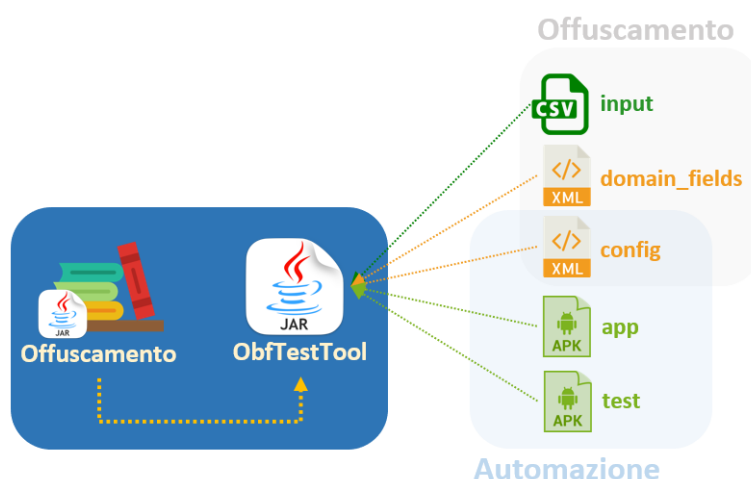 Offuscamento
CSV
input
</>
XML
domain_fields
</>
XML
config
APK
app
APK
test
Automazione
JAR
Offuscamento
JAR
ObfTestTool